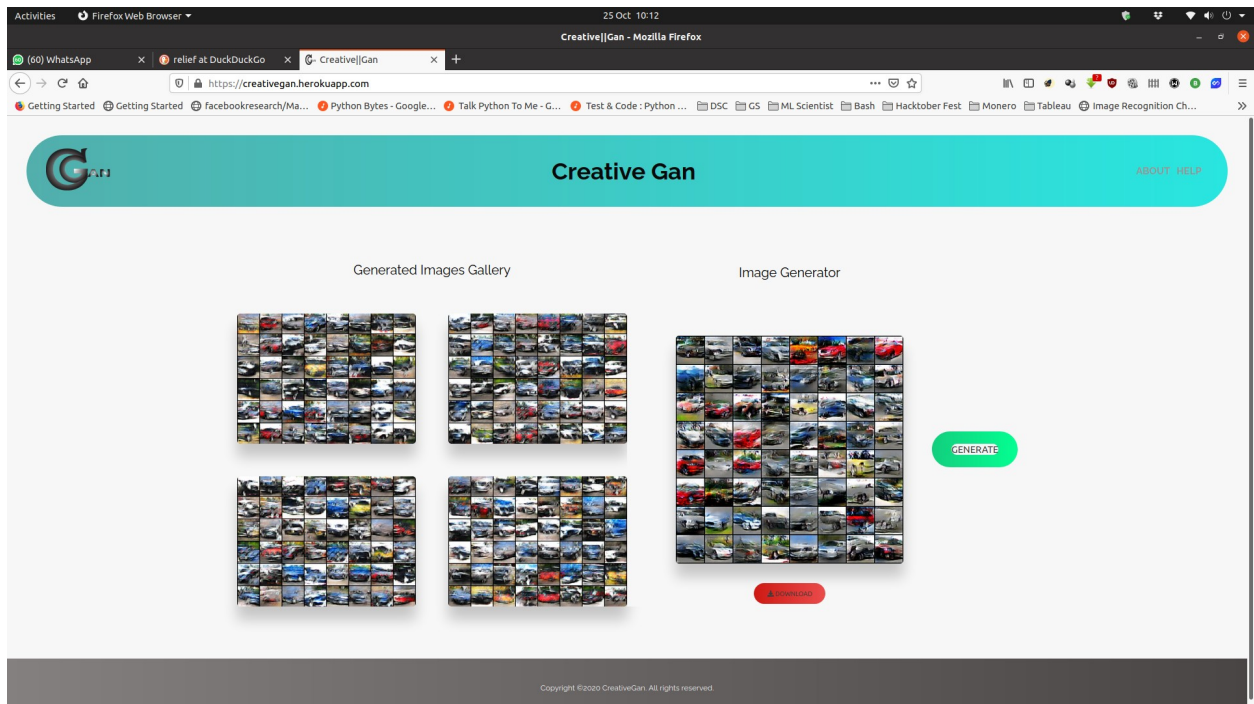 Activities Firefox Web Browser 25 Oct 10:12
Creative||Gan - Mozilla Firefox
(60) WhatsApp relief at DuckDuckGo Creative||Gan
https://creativegan.herokuapp.com
Getting Started Getting Started facebookresearch/Ma... Python Bytes - Google... Talk Python To Me - G... Test & Code : Python ... DSC GS ML Scientist Bash Hacktober Fest Monero Tableau Image Recognition Ch...
GAN Creative Gan ABOUT HELP
Generated Images Gallery Image Generator
GENERATE
DOWNLOAD
Copyright ©2020 CreativeGan. All rights reserved.